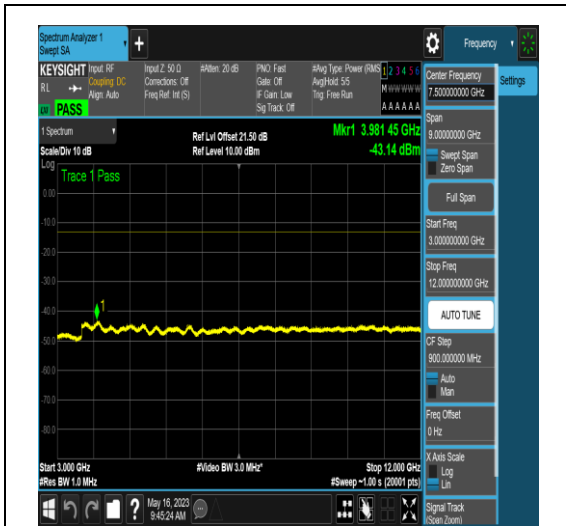 Spectrum Analyzer 1
Swept SA
Frequency
KEYSIGHT
RL
PASS
Input: RF
Coupling: DC
Align: Auto
Input Z: 50 Ω
Corrections: Off
Freq Ref: Int (S)
#Atten: 20 dB
PNO: Fast
Gate: Off
IF Gain: Low
Sig Track: Off
#Avg Type: Power (RMS
Avg|Hold: 5/5
Trig: Free Run
1 2 3 4 5 6
M W W W W W
A A A A A A
Center Frequency
7.500000000 GHz
Settings
Span
9.00000000 GHz
Swept Span
Zero Span
Full Span
Start Freq
3.000000000 GHz
Stop Freq
12.000000000 GHz
AUTO TUNE
CF Step
900.000000 MHz
Auto
Man
Freq Offset
0 Hz
X Axis Scale
Log
Lin
Signal Track
(Span Zoom)
1 Spectrum
Scale/Div 10 dB
Ref Lvl Offset 21.50 dB
Ref Level 10.00 dBm
Mkr1 3.981 45 GHz
-43.14 dBm
Log
Trace 1 Pass
0.00
-10.0
-20.0
-30.0
-40.0
-50.0
-60.0
-70.0
-80.0
1
Start 3.000 GHz
#Res BW 1.0 MHz
#Video BW 3.0 MHz*
Stop 12.000 GHz
#Sweep ~1.00 s (20001 pts)
May 16, 2023
9:45:24 AM